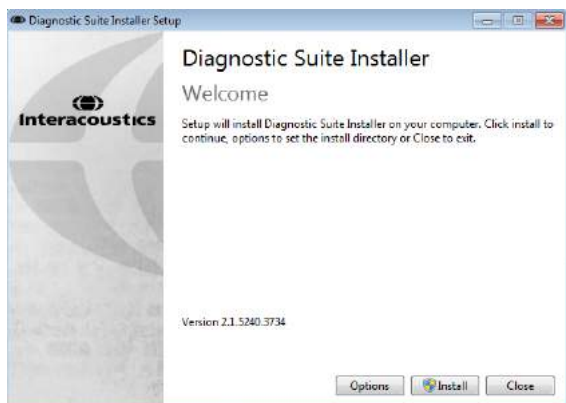 Diagnostic Suite Installer Setup
Diagnostic Suite Installer
Welcome
Interacoustics
Setup will install Diagnostic Suite Installer on your computer. Click install to
continue, options to set the install directory or Close to exit.
Version 2.1.5240.3734
Options
Install
Close